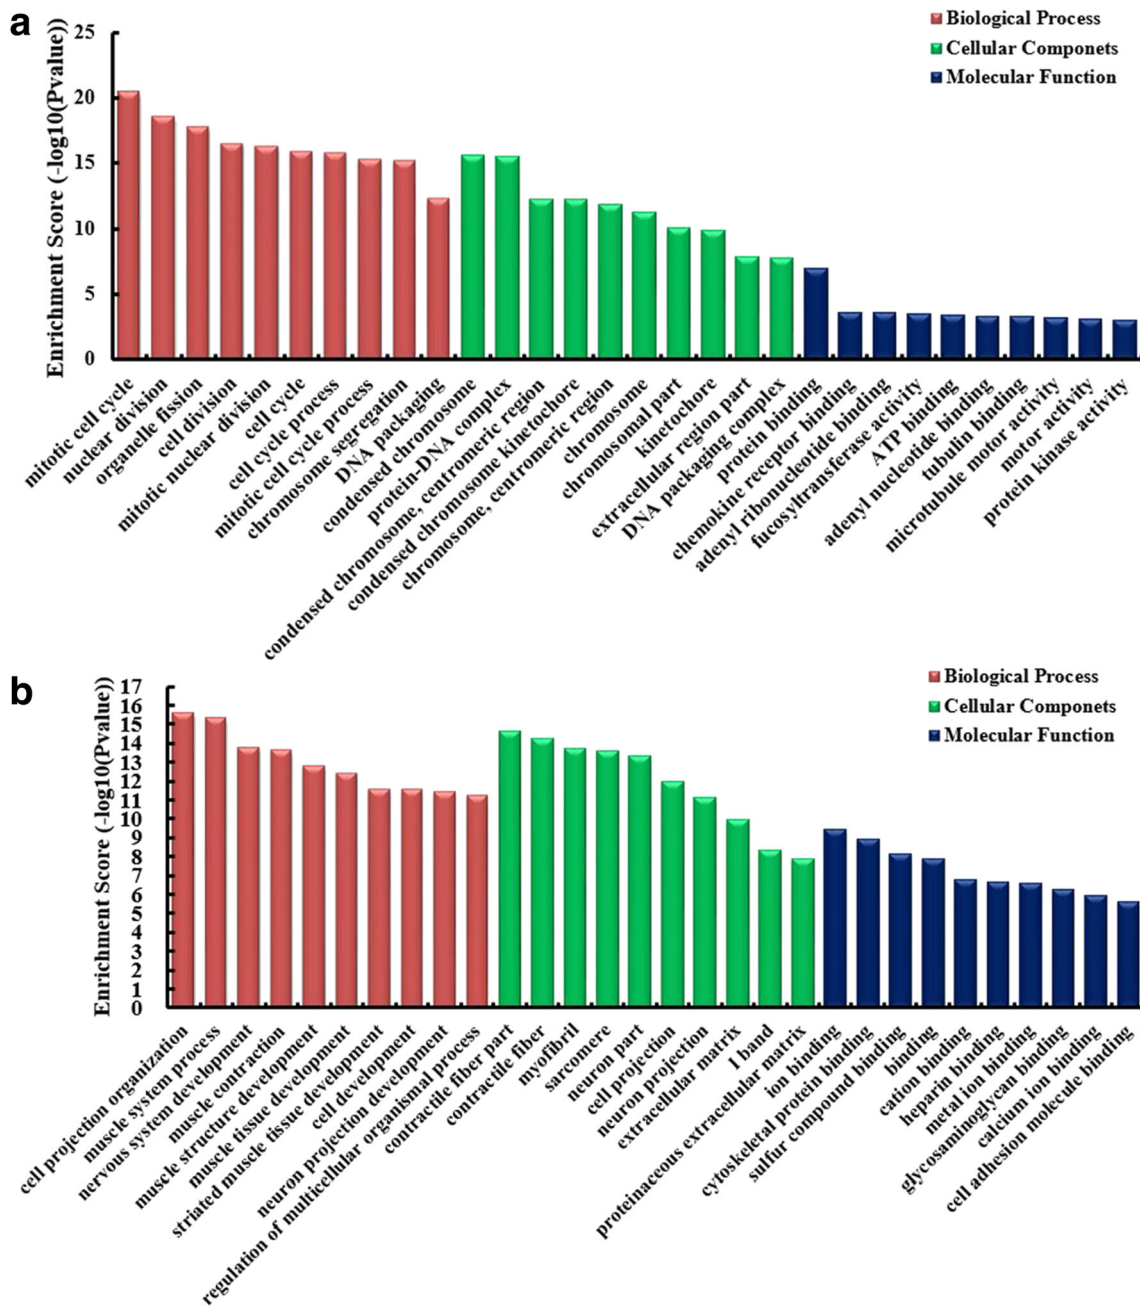 a
Enrichment Score (-log10(Pvalue))
25
20
15
10
5
0
Biological Process
Cellular Componets
Molecular Function
mitotic cell cycle
nuclear division
organelle fission
cell division
mitotic nuclear division
cell cycle
cell cycle process
mitotic cell cycle process
chromosome segregation
DNA packaging
condensed chromosome
protein-DNA complex
condensed chromosome, centromeric region
condensed chromosome kinetochore
chromosome, centromeric region
chromosome
chromosomal part
kinetochore
extracellular region part
DNA packaging complex
protein binding
chemokine receptor binding
adenyl ribonucleotide binding
fucosyltransferase activity
ATP binding
adenyl nucleotide binding
tubulin binding
microtubule motor activity
motor activity
protein kinase activity
b
Enrichment Score (-log10(Pvalue))
17
16
15
14
13
12
11
10
9
8
7
6
5
4
3
2
1
0
Biological Process
Cellular Componets
Molecular Function
cell projection organization
muscle system process
nervous system development
muscle contraction
muscle structure development
muscle tissue development
striated muscle tissue development
cell development
neuron projection development
regulation of multicellular organismal process
contractile fiber part
contractile fiber
myofibril
sarcomere
neuron part
cell projection
neuron projection
extracellular matrix
I band
proteinaceous extracellular matrix
ion binding
cytoskeletal protein binding
sulfur compound binding
binding
cation binding
heparin binding
metal ion binding
glycosaminoglycan binding
calcium ion binding
cell adhesion molecule binding